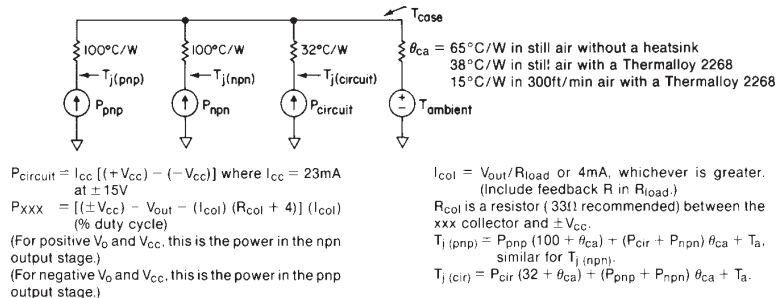 Tcase
100°C/W
100°C/W
32°C/W
θca = 65°C/W in still air without a heatsink
38°C/W in still air with a Thermalloy 2268
15°C/W in 300ft/min air with a Thermalloy 2268
Tj(pnp)
Tj(npn)
Tj(circuit)
Ppnp
Pnpn
Pcircuit
+
−
Tambient
Pcircuit = Icc [(+Vcc) − (−Vcc)] where Icc = 23mA
at ±15V
Pxxx = [(±Vcc) − Vout − (Icol) (Rcol + 4)] (Icol)
(% duty cycle)
(For positive Vo and Vcc, this is the power in the npn
output stage.)
(For negative Vo and Vcc, this is the power in the pnp
output stage.)
Icol = Vout/Rload or 4mA, whichever is greater.
(Include feedback R in Rload.)
Rcol is a resistor (33Ω recommended) between the
xxx collector and ±Vcc.
Tj (pnp) = Ppnp (100 + θca) + (Pcir + Pnpn) θca + Ta,
similar for Tj (npn).
Tj (cir) = Pcir (32 + θca) + (Ppnp + Pnpn) θca + Ta.